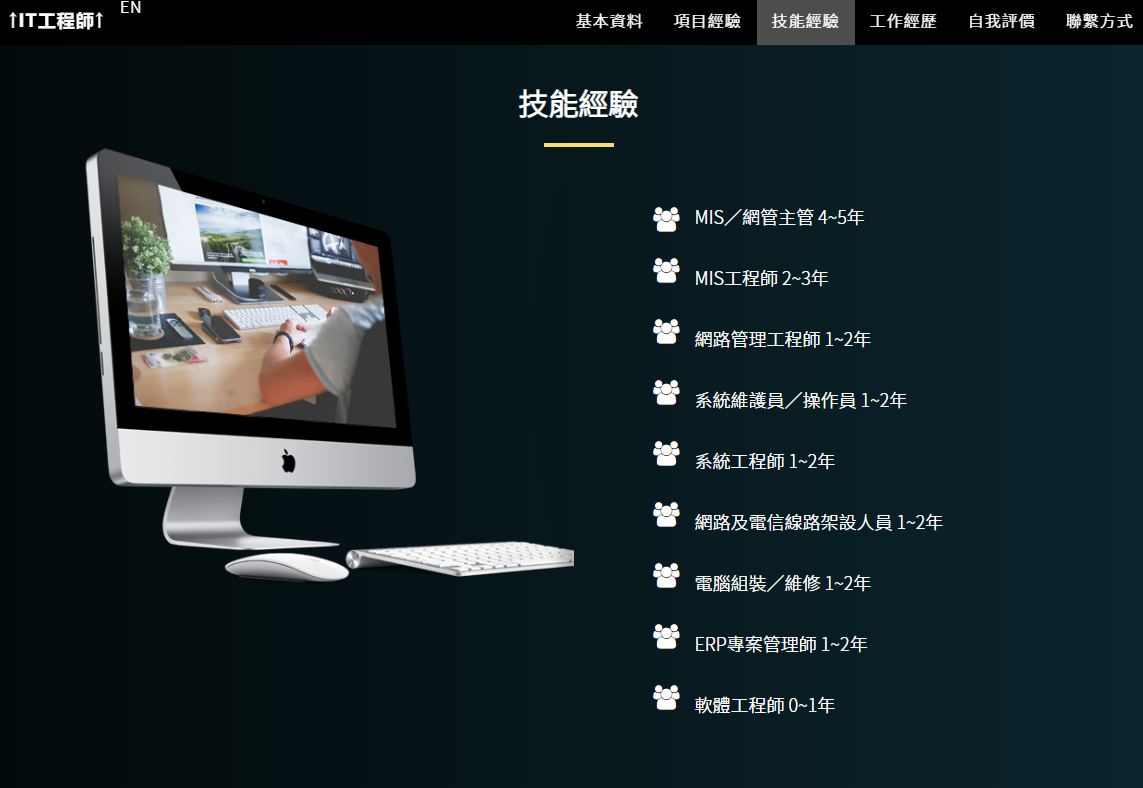 ↑IT工程師↑
EN
基本資料
項目經驗
技能經驗
工作經歷
自我評價
聯繫方式
技能經驗
MIS／網管主管 4~5年
MIS工程師 2~3年
網路管理工程師 1~2年
系統維護員／操作員 1~2年
系統工程師 1~2年
網路及電信線路架設人員 1~2年
電腦組裝／維修 1~2年
ERP專案管理師 1~2年
軟體工程師 0~1年